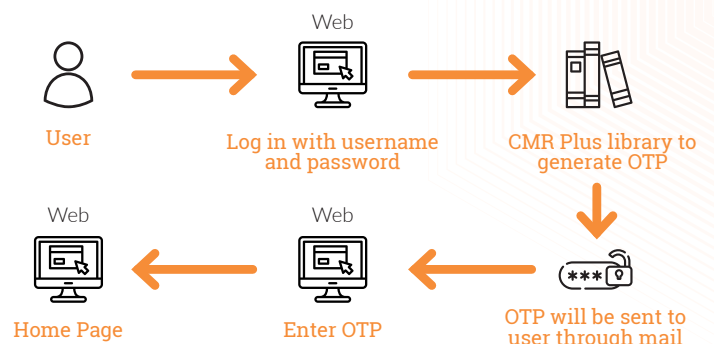 Web
User
Log in with username
and password
CMR Plus library to
generate OTP
Web
Web
***
Home Page
Enter OTP
OTP will be sent to
user through mail